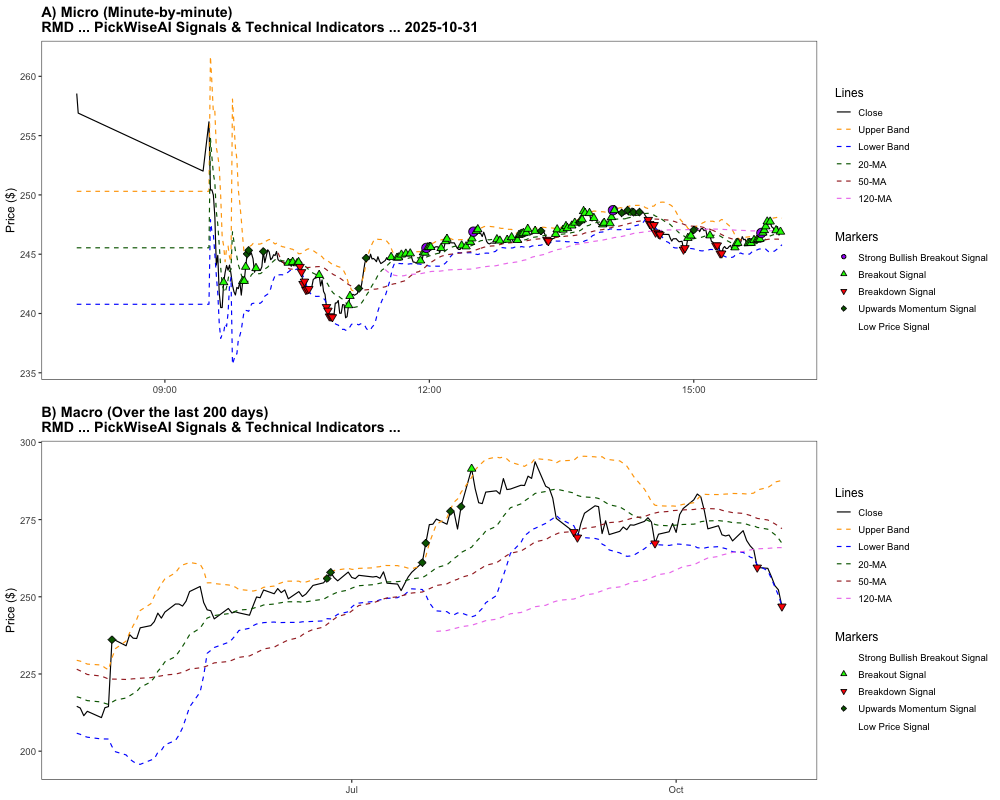 A) Micro (Minute-by-minute)
RMD ... PickWiseAI Signals & Technical Indicators ... 2025-10-31
Price ($)
260
255
250
245
240
235
09:00
12:00
15:00
Lines
Close
Upper Band
Lower Band
20-MA
50-MA
120-MA
Markers
Strong Bullish Breakout Signal
Breakout Signal
Breakdown Signal
Upwards Momentum Signal
Low Price Signal
B) Macro (Over the last 200 days)
RMD ... PickWiseAI Signals & Technical Indicators ...
Price ($)
300
275
250
225
200
Jul
Oct
Lines
Close
Upper Band
Lower Band
20-MA
50-MA
120-MA
Markers
Strong Bullish Breakout Signal
Breakout Signal
Breakdown Signal
Upwards Momentum Signal
Low Price Signal